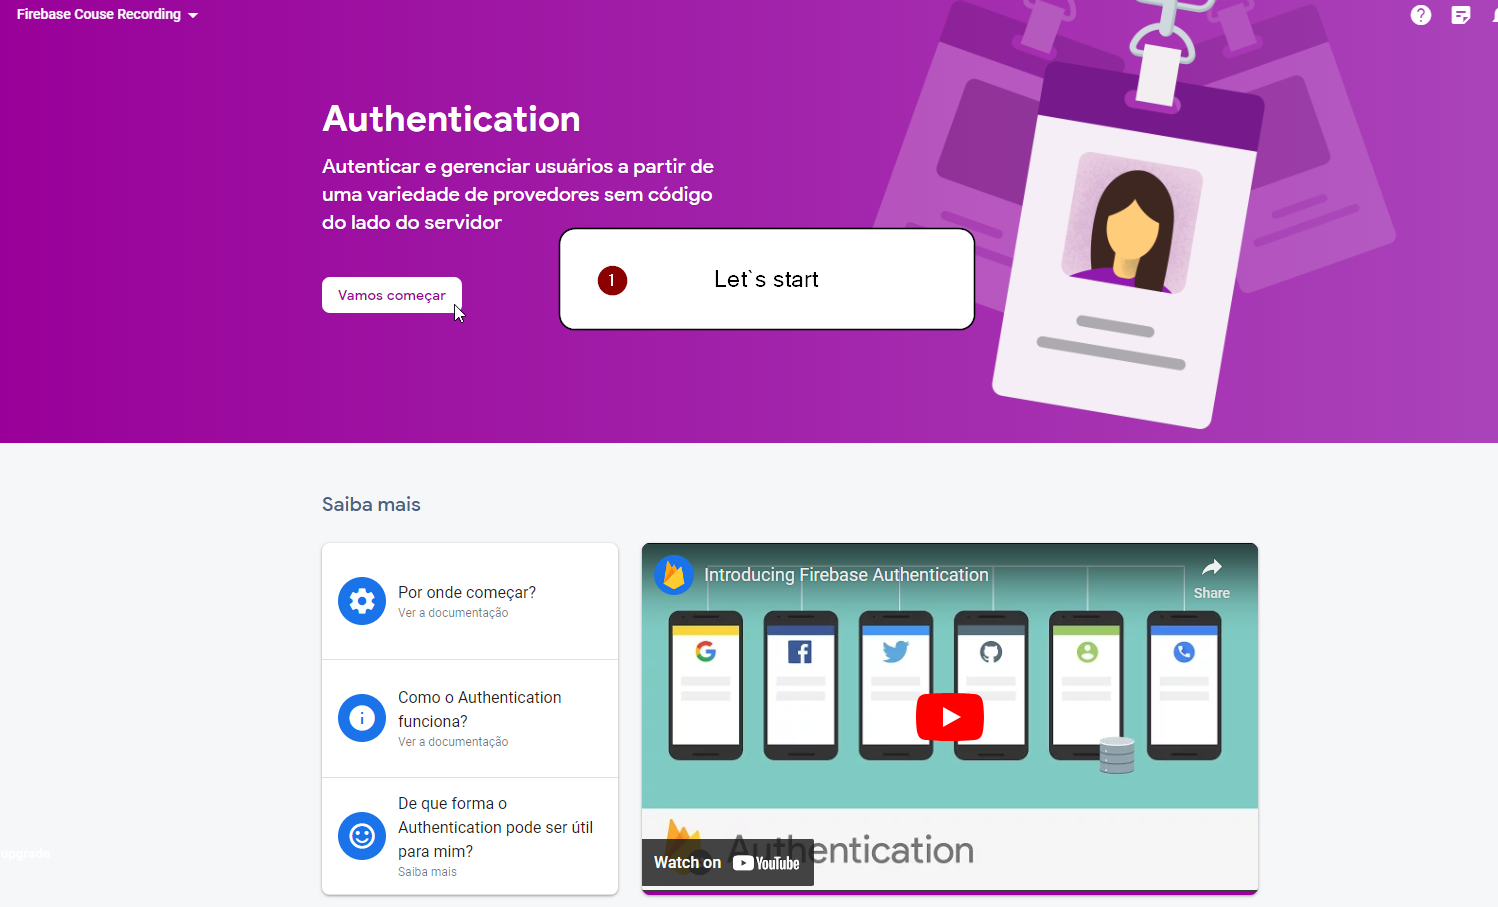 Firebase Couse Recording
?
Authentication
Autenticar e gerenciar usuários a partir de
uma variedade de provedores sem código
do lado do servidor
Vamos começar
1
Let`s start
Saiba mais
Por onde começar?
Ver a documentação
Como o Authentication
funciona?
Ver a documentação
De que forma o
Authentication pode ser útil
para mim?
Saiba mais
upgrade
Introducing Firebase Authentication
Share
Authentication
Watch on YouTube